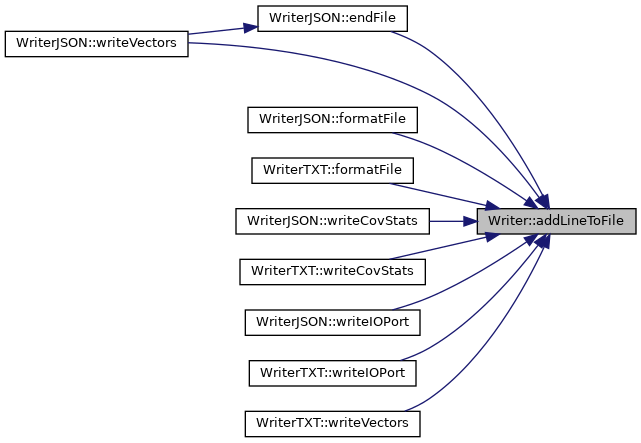 WriterJSON::endFile
WriterJSON::writeVectors
WriterJSON::formatFile
WriterTXT::formatFile
WriterJSON::writeCovStats
Writer::addLineToFile
WriterTXT::writeCovStats
WriterJSON::writeIOPort
WriterTXT::writeIOPort
WriterTXT::writeVectors